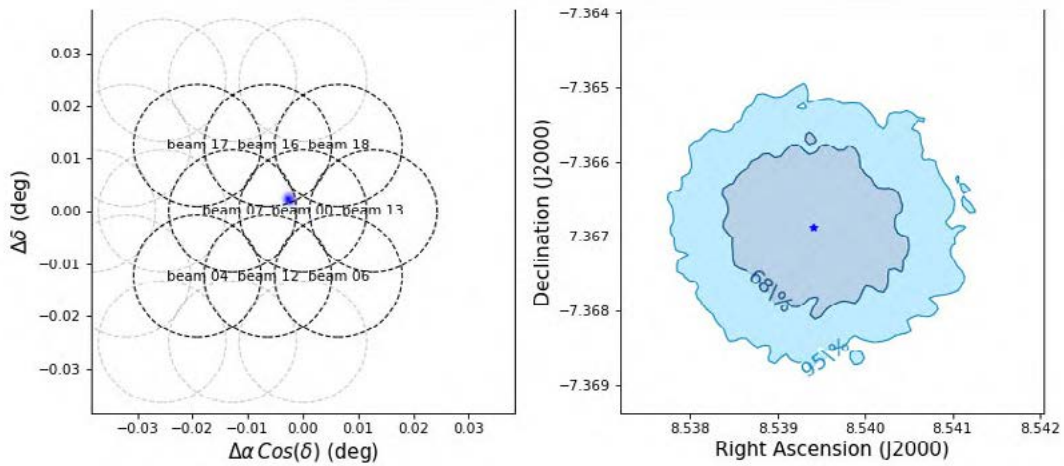 0.03
0.02
0.01
0.00
−0.01
−0.02
−0.03
Δδ (deg)
beam 17 beam 16 beam 18
beam 07 beam 00 beam 13
beam 04 beam 12 beam 06
−0.03 −0.02 −0.01 0.00 0.01 0.02 0.03
Δα Cos(δ) (deg)
−7.364
−7.365
−7.366
−7.367
−7.368
−7.369
Declination (J2000)
68\%
95\%
8.538 8.539 8.540 8.541 8.542
Right Ascension (J2000)